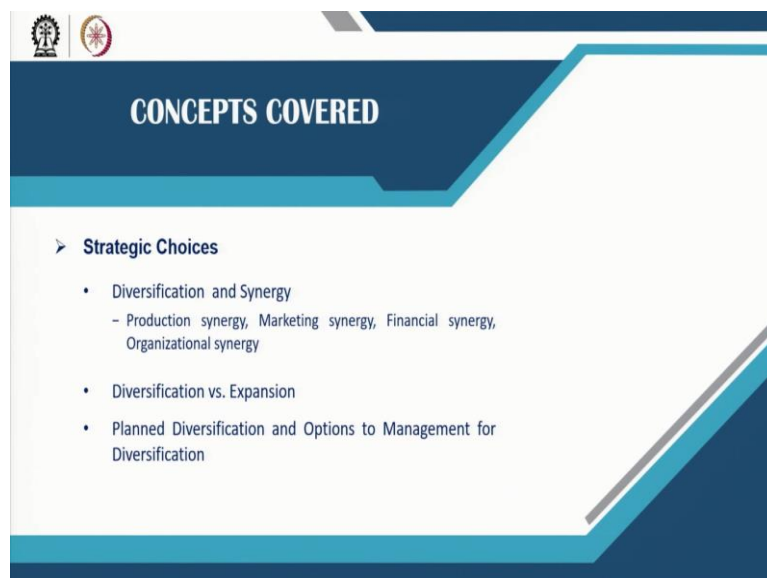 CONCEPTS COVERED
➢ Strategic Choices
• Diversification and Synergy
– Production synergy, Marketing synergy, Financial synergy,
Organizational synergy
• Diversification vs. Expansion
• Planned Diversification and Options to Management for
Diversification